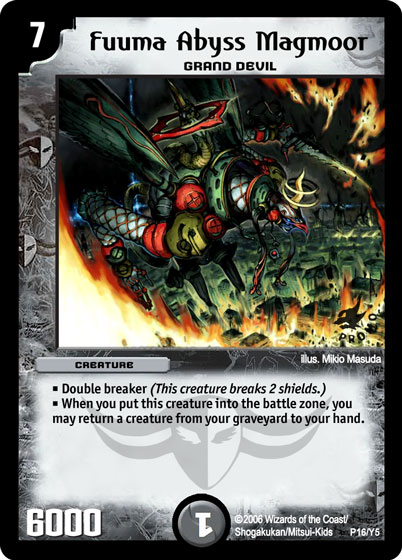 7
Fuuma Abyss Magmoor
GRAND DEVIL
Illus. Mikio Masuda
CREATURE
▪ Double breaker (This creature breaks 2 shields.)
▪ When you put this creature into the battle zone, you
may return a creature from your graveyard to your hand.
6000
1
©2006 Wizards of the Coast/
Shogakukan/Mitsui-Kids P16/Y5